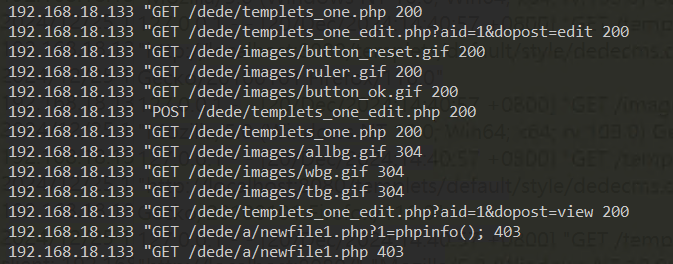 192.168.18.133 "GET /dede/templets_one.php 200
192.168.18.133 "GET /dede/templets_one_edit.php?aid=1&dopost=edit 200
192.168.18.133 "GET /dede/images/button_reset.gif 200
192.168.18.133 "GET /dede/images/ruler.gif 200
192.168.18.133 "GET /dede/images/button_ok.gif 200
192.168.18.133 "POST /dede/templets_one_edit.php 200
192.168.18.133 "GET /dede/templets_one.php 200
192.168.18.133 "GET /dede/images/allbg.gif 304
192.168.18.133 "GET /dede/images/wbg.gif 304
192.168.18.133 "GET /dede/images/tbg.gif 304
192.168.18.133 "GET /dede/templets_one_edit.php?aid=1&dopost=view 200
192.168.18.133 "GET /dede/a/newfile1.php?1=phpinfo(); 403
192.168.18.133 "GET /dede/a/newfile1.php 403